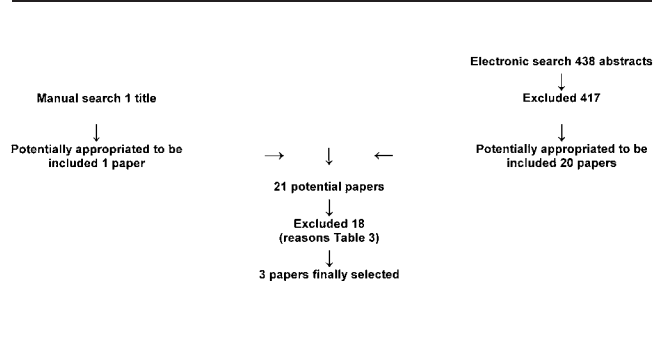 Electronic search 438 abstracts
↓
Manual search 1 title
Excluded 417
↓
↓
Potentially appropriated to be
included 1 paper
Potentially appropriated to be
included 20 papers
→ ↓ ←
21 potential papers
↓
Excluded 18
(reasons Table 3)
↓
3 papers finally selected